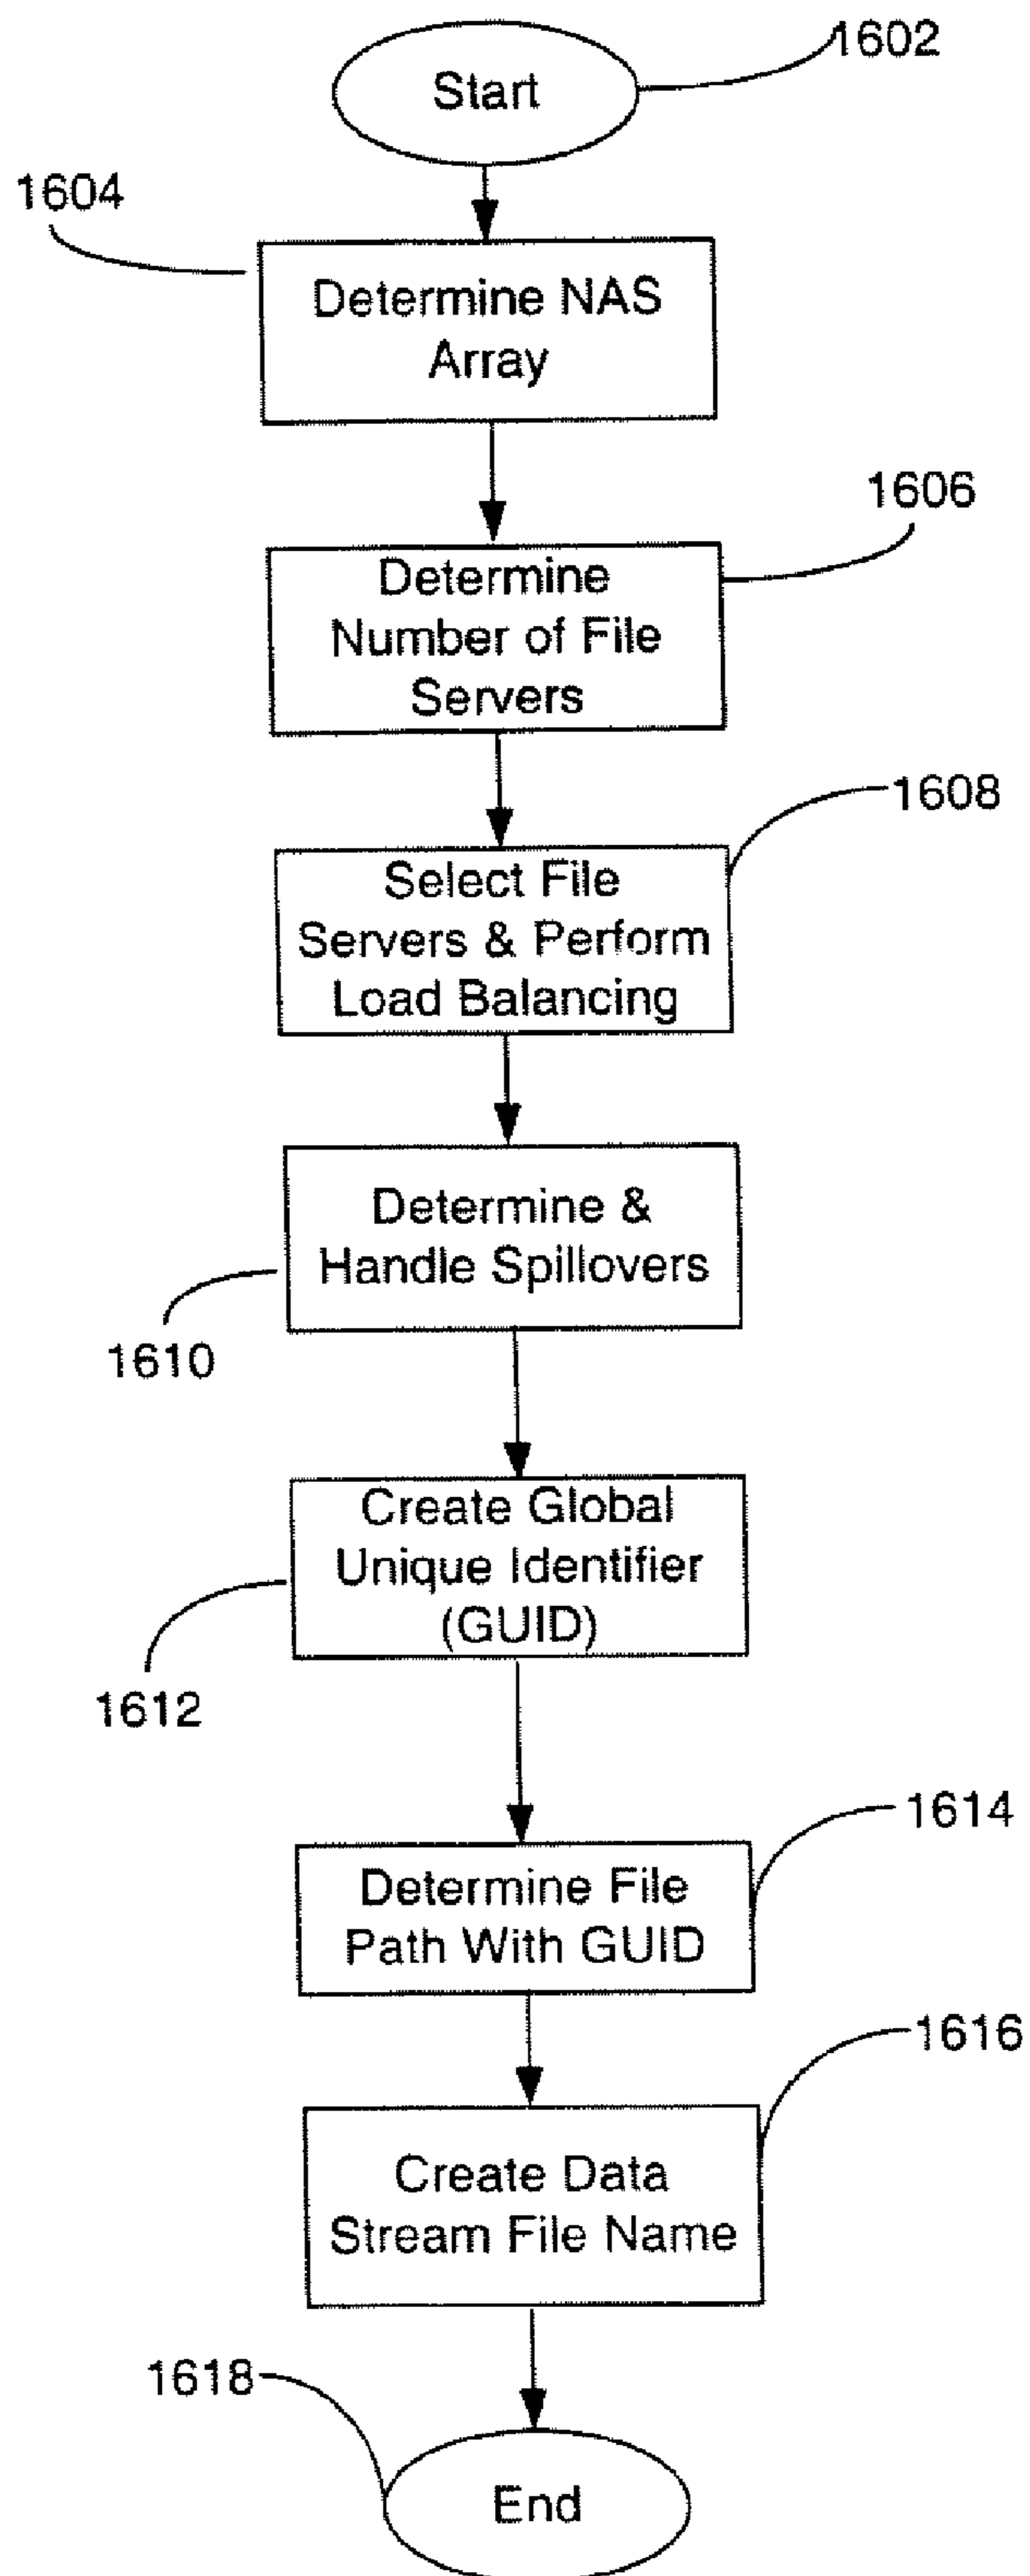 1602
Start
1604
Determine NAS
Array
1606
Determine
Number of File
Servers
1608
Select File
Servers & Perform
Load Balancing
Determine &
Handle Spillovers
1610
Create Global
Unique Identifier
(GUID)
1612
1614
Determine File
Path With GUID
1616
Create Data
Stream File Name
1618
End